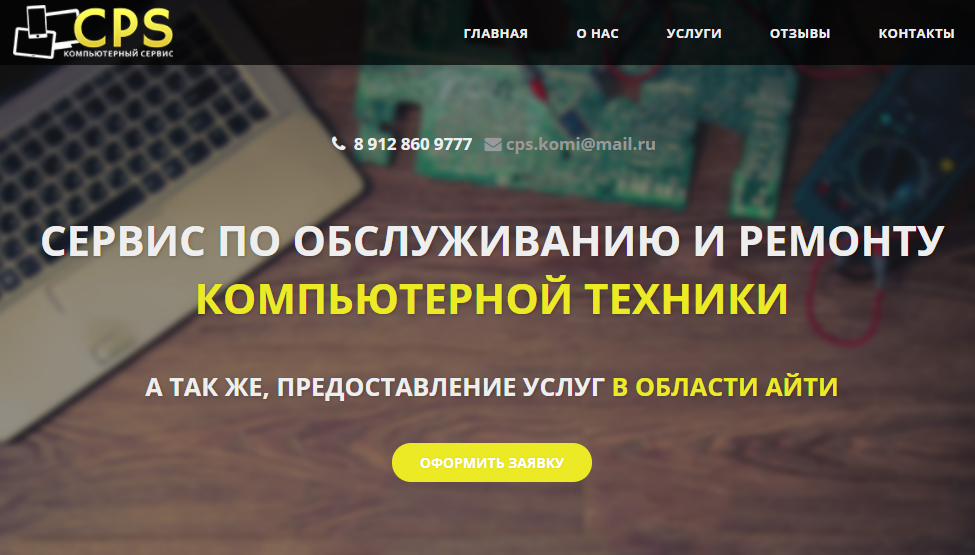 CPS
КОМПЬЮТЕРНЫЙ СЕРВИС
ГЛАВНАЯ О НАС УСЛУГИ ОТЗЫВЫ КОНТАКТЫ
8 912 860 9777 cps.komi@mail.ru
СЕРВИС ПО ОБСЛУЖИВАНИЮ И РЕМОНТУ
КОМПЬЮТЕРНОЙ ТЕХНИКИ
А ТАК ЖЕ, ПРЕДОСТАВЛЕНИЕ УСЛУГ В ОБЛАСТИ АЙТИ
ОФОРМИТЬ ЗАЯВКУ